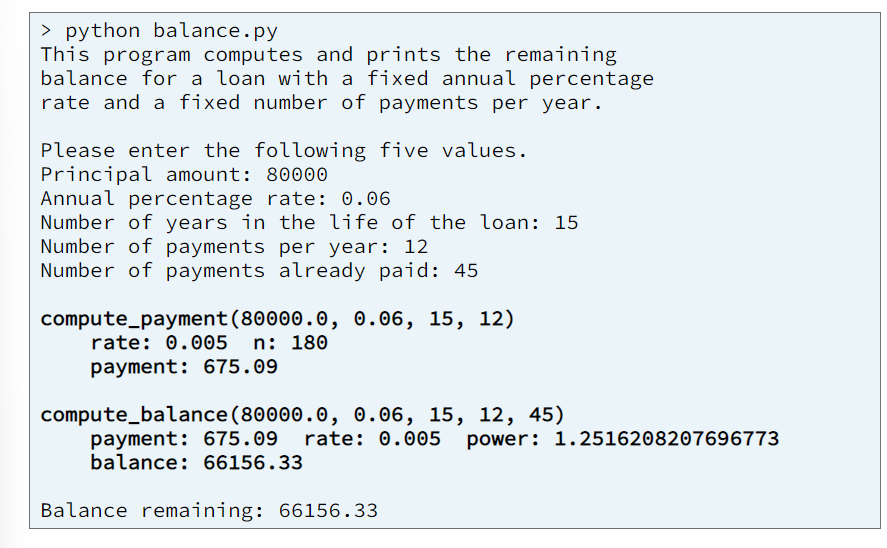 > python balance.py
This program computes and prints the remaining
balance for a loan with a fixed annual percentage
rate and a fixed number of payments per year.
Please enter the following five values.
Principal amount: 80000
Annual percentage rate: 0.06
Number of years in the life of the loan: 15
Number of payments per year: 12
Number of payments already paid: 45
compute_payment(80000.0, 0.06, 15, 12)
    rate: 0.005  n: 180
    payment: 675.09
compute_balance(80000.0, 0.06, 15, 12, 45)
    payment: 675.09  rate: 0.005  power: 1.2516208207696773
    balance: 66156.33
Balance remaining: 66156.33